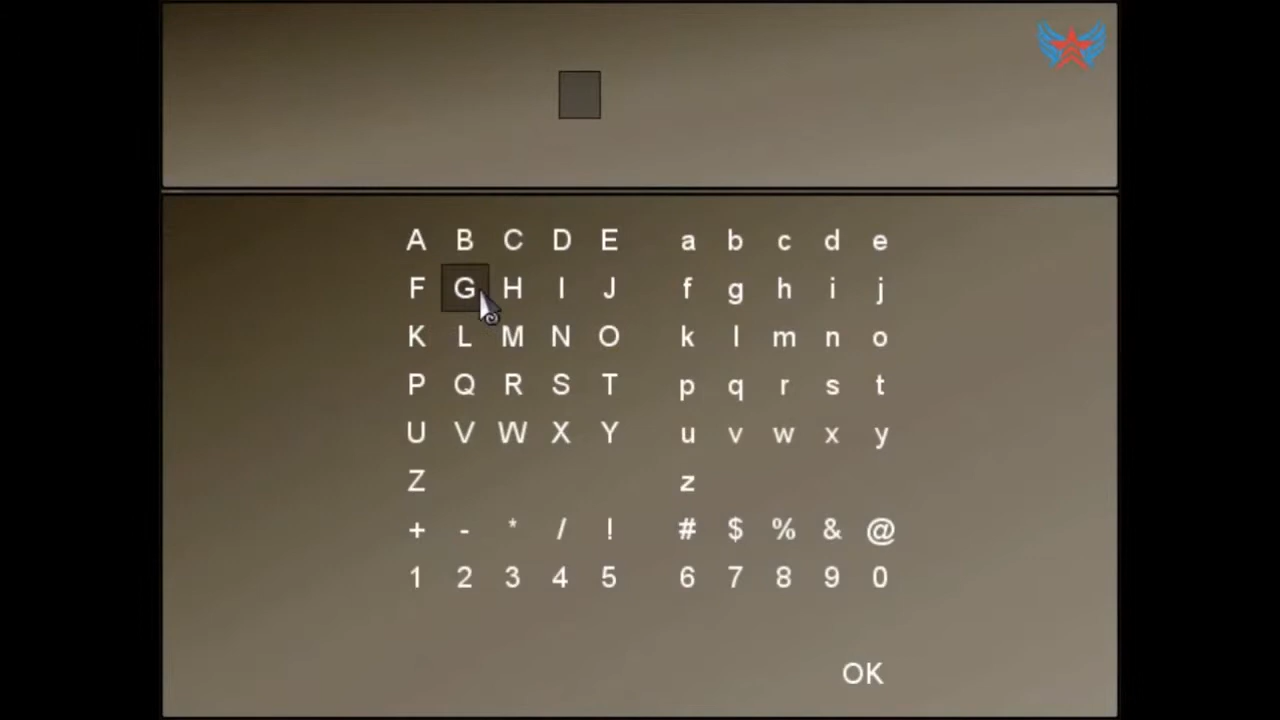 A B C D E a b c d e
F G H I J f g h i j
K L M N O k l m n o
P Q R S T p q r s t
U V W X Y u v w x y
Z z
+ - * / ! # $ % & @
1 2 3 4 5 6 7 8 9 0
OK